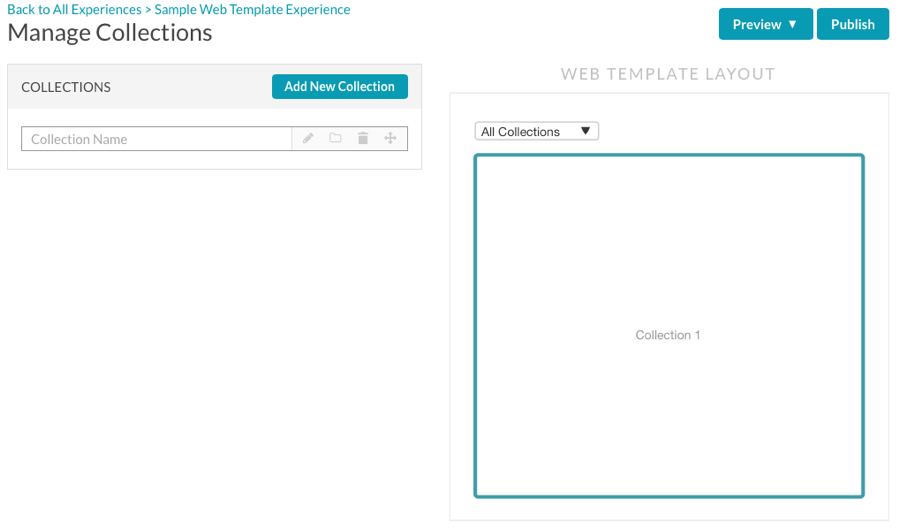 Back to All Experiences > Sample Web Template Experience
Manage Collections
Preview ▼
Publish
COLLECTIONS
Add New Collection
Collection Name
WEB TEMPLATE LAYOUT
All Collections ▼
Collection 1